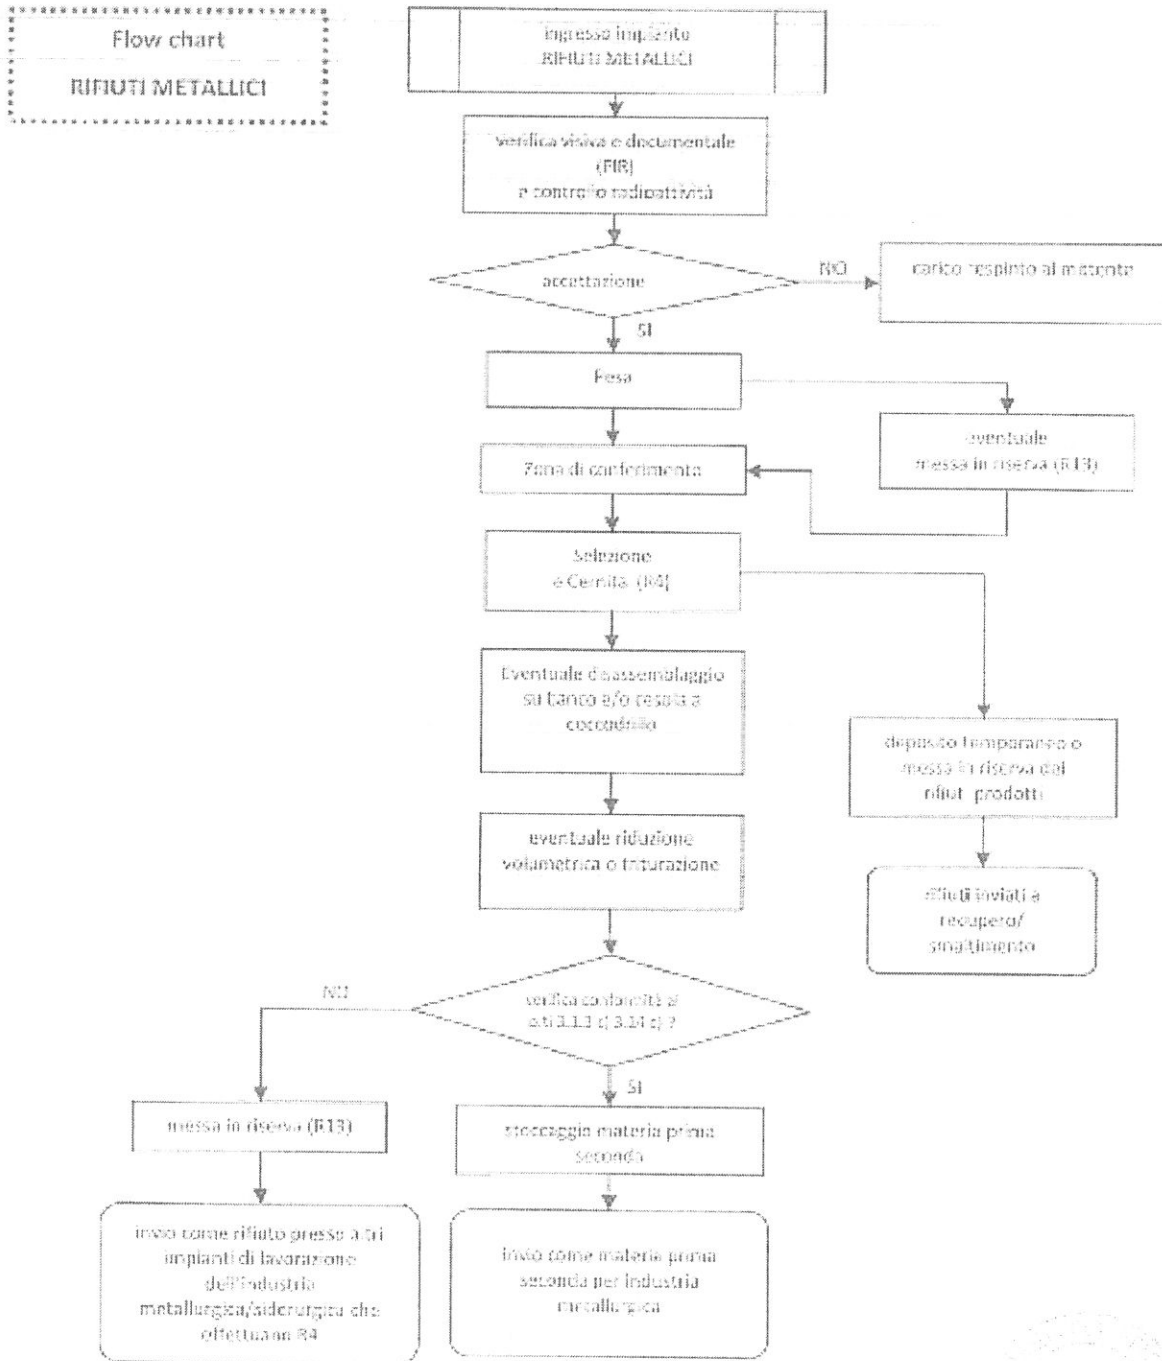 Flow chart
RIFIUTI METALLICI
ingresso impianto
RIFIUTI METALLICI
verifica visiva e documentale
(FIR)
e controllo radioattività
accettazione
NO
carico respinto al mittente
SI
Pesa
eventuale
messa in riserva (R13)
Zona di conferimento
Selezione
e Cernita (R4)
Eventuale disassemblaggio
su banco e/o cesoia a
coccodrillo
deposito temporaneo o
messa in riserva dei
rifiuti prodotti
eventuale riduzione
volumetrica o
rifiuti inviati a
recupero/
smaltimento
verifica conformità ai
NO
SI
messa in riserva (R13)
stoccaggio materia prima
seconda
invio come rifiuto presso altri
impianti di lavorazione
dell'industria
metallurgica/siderurgica che
effettuano R4
invio come materia prima
seconda per industria
metallurgica